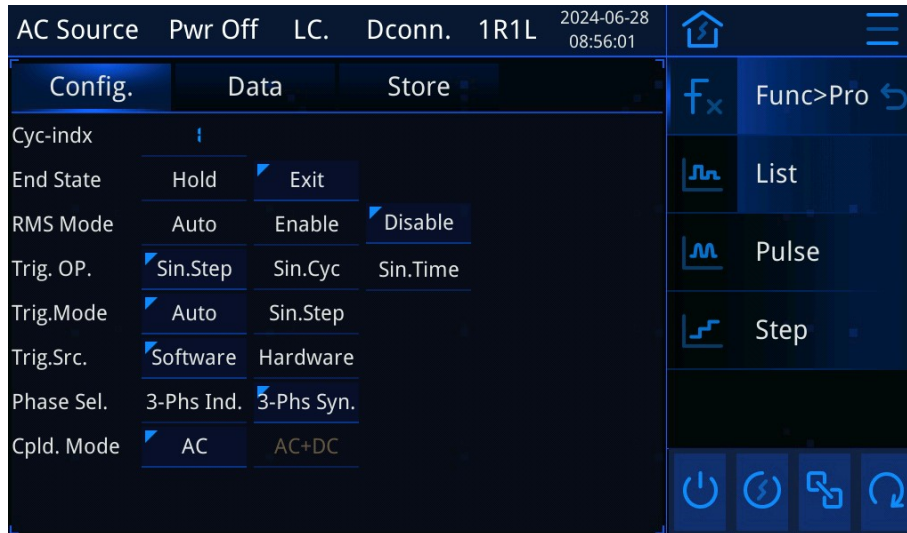 AC Source Pwr Off LC. Dconn. 1R1L 2024-06-28
08:56:01
Config. Data Store
Cyc-indx 1
End State Hold Exit
RMS Mode Auto Enable Disable
Trig. OP. Sin.Step Sin.Cyc Sin.Time
Trig.Mode Auto Sin.Step
Trig.Src. Software Hardware
Phase Sel. 3-Phs Ind. 3-Phs Syn.
Cpld. Mode AC AC+DC
fx Func>Pro
List
Pulse
Step